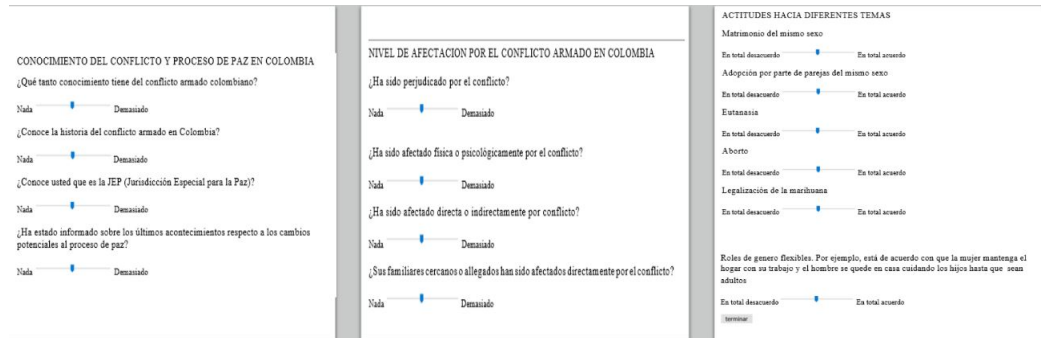 CONOCIMIENTO DEL CONFLICTO Y PROCESO DE PAZ EN COLOMBIA
¿Qué tanto conocimiento tiene del conflicto armado colombiano?
Nada Demasiado
¿Conoce la historia del conflicto armado en Colombia?
Nada Demasiado
¿Conoce usted que es la JEP (Jurisdicción Especial para la Paz)?
Nada Demasiado
¿Ha estado informado sobre los últimos acontecimientos respecto a los cambios
potenciales al proceso de paz?
Nada Demasiado
NIVEL DE AFECTACION POR EL CONFLICTO ARMADO EN COLOMBIA
¿Ha sido perjudicado por el conflicto?
Nada Demasiado
¿Ha sido afectado física o psicológicamente por el conflicto?
Nada Demasiado
¿Ha sido afectado directa o indirectamente por conflicto?
Nada Demasiado
¿Sus familiares cercanos o allegados han sido afectados directamente por el conflicto?
Nada Demasiado
ACTITUDES HACIA DIFERENTES TEMAS
Matrimonio del mismo sexo
En total desacuerdo En total acuerdo
Adopción por parte de parejas del mismo sexo
En total desacuerdo En total acuerdo
Eutanasia
En total desacuerdo En total acuerdo
Aborto
En total desacuerdo En total acuerdo
Legalización de la marihuana
En total desacuerdo En total acuerdo
Roles de genero flexibles. Por ejemplo, está de acuerdo con que la mujer mantenga el
hogar con su trabajo y el hombre se quede en casa cuidando los hijos hasta que sean
adultos
En total desacuerdo En total acuerdo
terminar